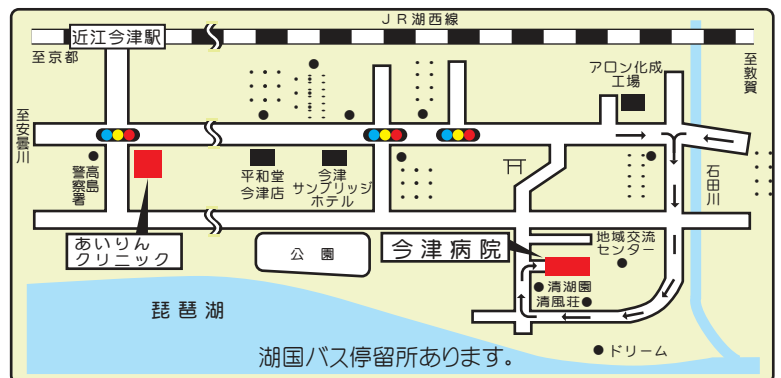 JR湖西線
近江今津駅
至京都
至敦賀
アロン化成
工場
至安曇川
高島
警察署
平和堂
今津店
今津
サンブリッジ
ホテル
石田川
あいりん
クリニック
公園
今津病院
地域交流
センター
清湖園
清風荘
琵琶湖
湖国バス停留所あります。
ドリーム